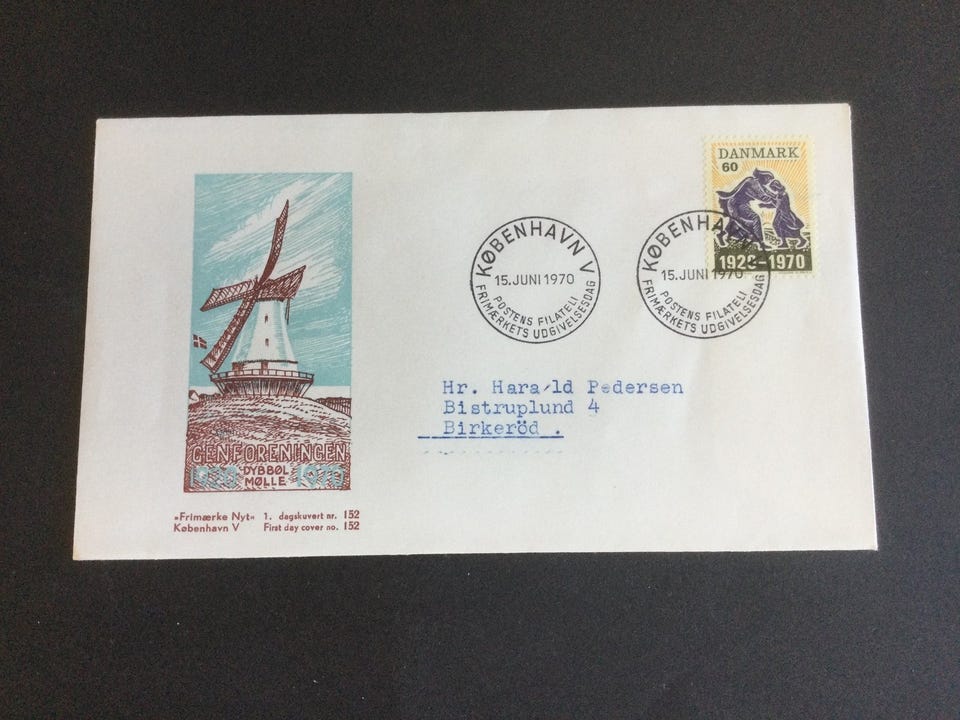 DANMARK
60
1920-1970
KØBENHAVN V
15. JUNI 1970
POSTENS FILATELI
FRIMÆRKETS UDGIVELSESDAG
KØBENHAVN
15. JUNI 1970
POSTENS FILATELI
FRIMÆRKETS UDGIVELSESDAG
Hr. Harald Pedersen
Bistruplund 4
Birkeröd .
GENFORENINGEN
1920 DYBBØL 1970
MØLLE
»Frimærke Nyt« 1. dagskuvert nr. 152
København V First day cover no. 152